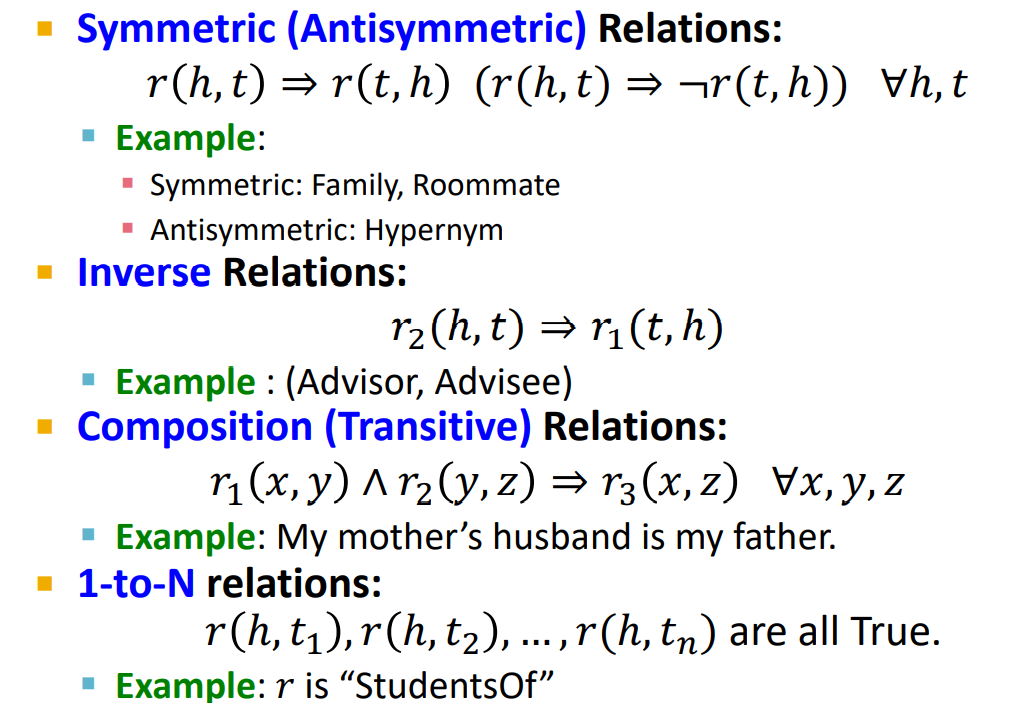 ▪ Symmetric (Antisymmetric) Relations:
r(h, t) ⇒ r(t, h) (r(h, t) ⇒ ¬r(t, h)) ∀h, t
▪ Example:
▪ Symmetric: Family, Roommate
▪ Antisymmetric: Hypernym
▪ Inverse Relations:
r₂(h, t) ⇒ r₁(t, h)
▪ Example : (Advisor, Advisee)
▪ Composition (Transitive) Relations:
r₁(x, y) ∧ r₂(y, z) ⇒ r₃(x, z) ∀x, y, z
▪ Example: My mother’s husband is my father.
▪ 1-to-N relations:
r(h, t₁), r(h, t₂), … , r(h, tₙ) are all True.
▪ Example: r is “StudentsOf”